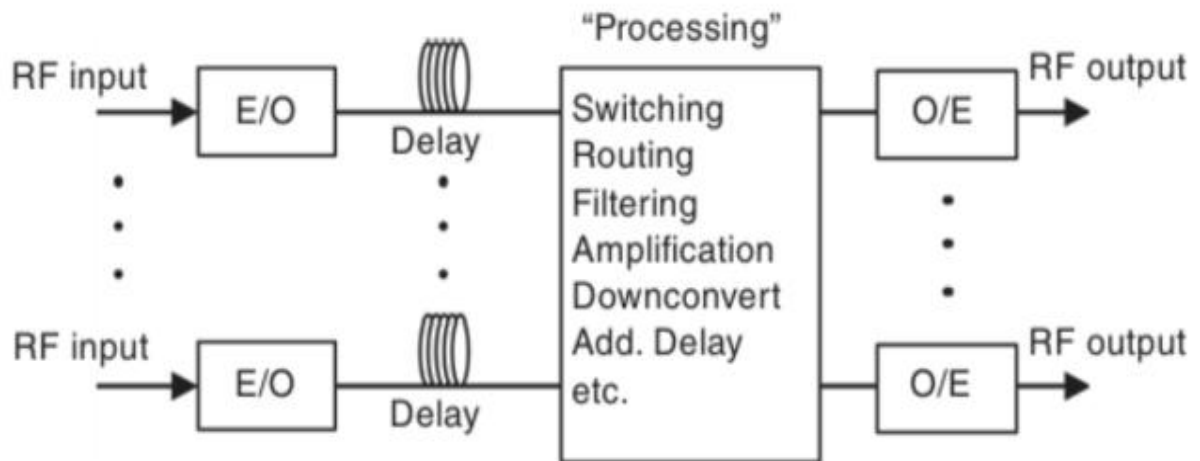 “Processing”
RF input
E/O
Delay
Switching
Routing
Filtering
Amplification
Downconvert
Add. Delay
etc.
O/E
RF output
RF input
E/O
Delay
O/E
RF output